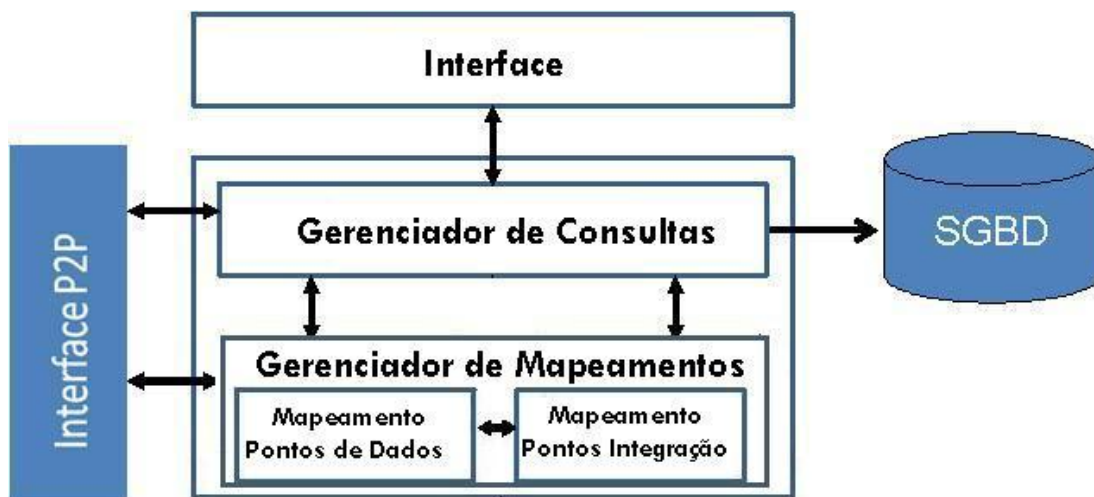 Interface
Interface P2P
Gerenciador de Consultas
SGBD
Gerenciador de Mapeamentos
Mapeamento
Pontos de Dados
Mapeamento
Pontos Integração